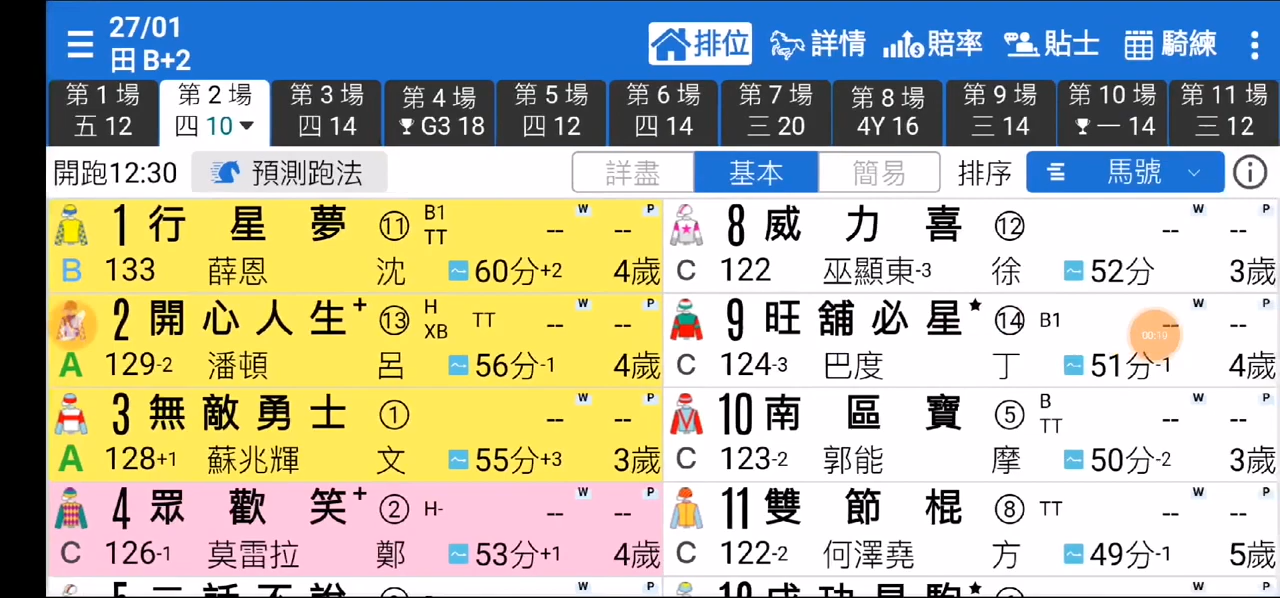 27/01
田 B+2
排位 詳情 賠率 貼士 騎練
第 1 場 第 2 場 第 3 場 第 4 場 第 5 場 第 6 場 第 7 場 第 8 場 第 9 場 第 10 場 第 11 場
五 12 四 10 四 14 G3 18 四 12 四 14 三 20 4Y 16 三 14 一 14 三 12
開跑12:30 預測跑法 詳盡 基本 簡易 排序 馬號
1 行星夢 ⑪ B1 TT W -- P --
B 133 薛恩 沈 60分+2 4歲
2 開心人生+ ⑬ H XB TT W -- P --
A 129-2 潘頓 呂 56分-1 4歲
3 無敵勇士 ① W -- P --
A 128+1 蘇兆輝 文 55分+3 3歲
4 眾歡笑+ ② H- W -- P --
C 126-1 莫雷拉 鄭 53分+1 4歲
W P
8 威力喜 ⑫ W -- P --
C 122 巫顯東-3 徐 52分 3歲
9 旺舖必星★ ⑭ B1 W -- P --
00:10
C 124-3 巴度 丁 51分-1 4歲
10 南區寶 ⑤ B TT W -- P --
C 123-2 郭能 摩 50分-2 3歲
11 雙節棍 ⑧ TT W -- P --
C 122-2 何澤堯 方 49分-1 5歲
W P